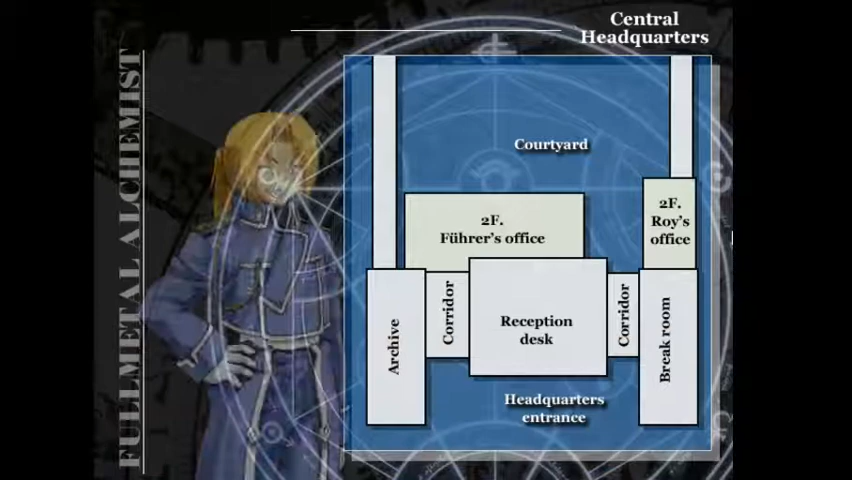 Central
Headquarters
FULLMETAL ALCHEMIST
Courtyard
2F.
Führer's office
2F.
Roy's
office
Archive
Corridor
Reception
desk
Corridor
Break room
Headquarters
entrance